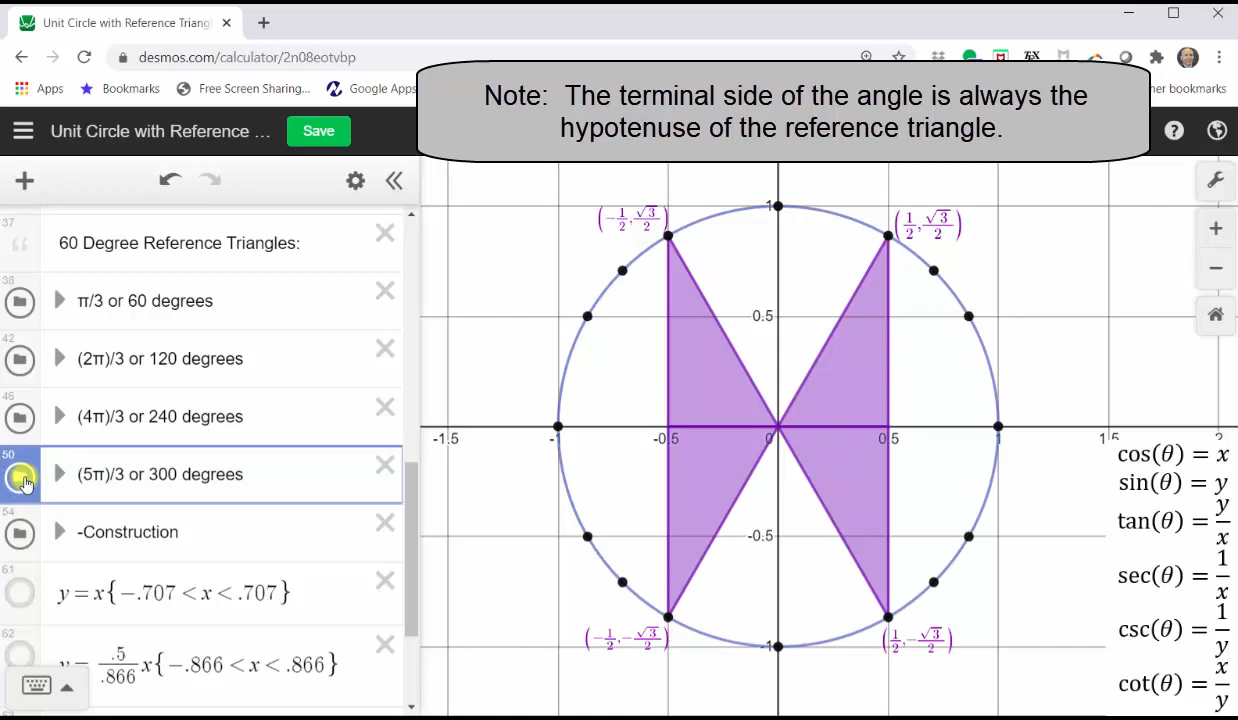 Unit Circle with Reference Triangl
desmos.com/calculator/2n08eotvbp
Apps
Bookmarks
Free Screen Sharing...
Google Apps
her bookmarks
Note: The terminal side of the angle is always the
hypotenuse of the reference triangle.
Unit Circle with Reference ...
Save
37
60 Degree Reference Triangles:
38
π/3 or 60 degrees
42
(2π)/3 or 120 degrees
46
(4π)/3 or 240 degrees
50
(5π)/3 or 300 degrees
54
-Construction
61
y = x{−.707 < x < .707}
62
y = .5/.866 x{−.866 < x < .866}
(−1/2, √3/2)
(1/2, √3/2)
1
0.5
-1.5
-1
-0.5
0
0.5
1
1.5
2
-0.5
-1
(−1/2, −√3/2)
(1/2, −√3/2)
cos(θ) = x
sin(θ) = y
tan(θ) = y/x
sec(θ) = 1/x
csc(θ) = 1/y
cot(θ) = x/y